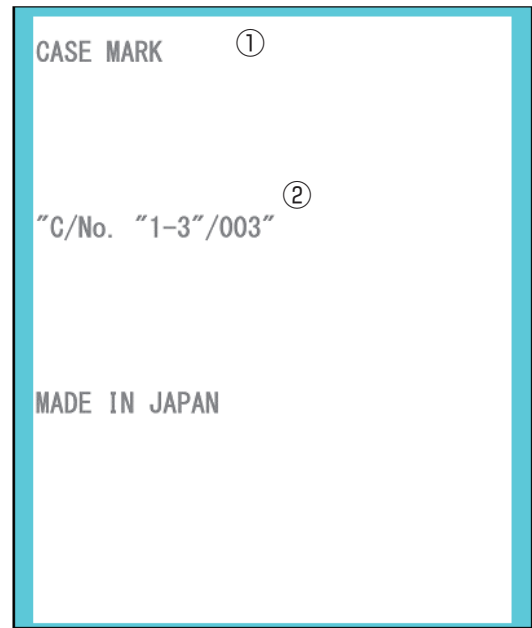 CASE MARK ①
②
"C/No. "1-3"/003"
MADE IN JAPAN